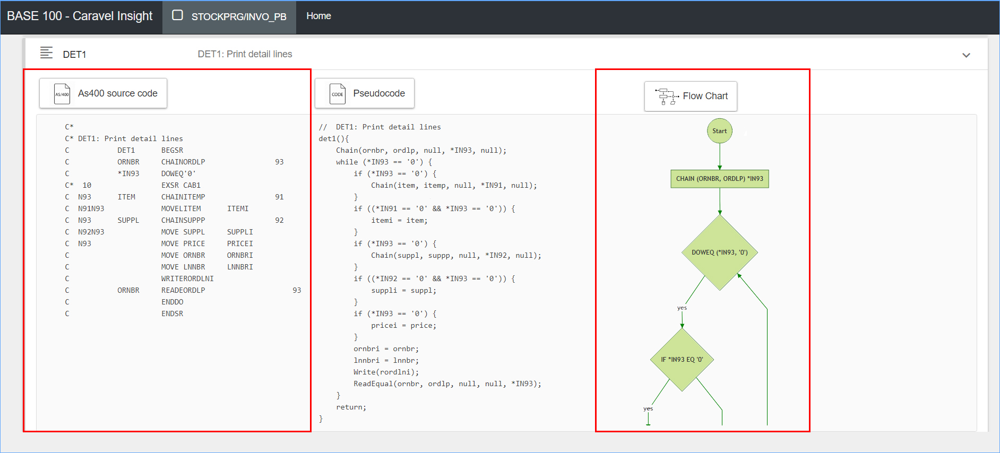 BASE 100 - Caravel Insight
STOCKPRG/INVO_PB
Home
DET1
DET1: Print detail lines
AS/400
As400 source code
C*
C* DET1: Print detail lines
C           DET1      BEGSR
C           ORNBR     CHAINORDLP                93
C           *IN93     DOWEQ'0'
C*  10                EXSR CAB1
C  N93      ITEM      CHAINITEMP                91
C  N91N93             MOVELITEM      ITEMI
C  N93      SUPPL     CHAINSUPPP                92
C  N92N93             MOVE SUPPL     SUPPLI
C  N93                MOVE PRICE     PRICEI
C                     MOVE ORNBR     ORNBRI
C                     MOVE LNNBR     LNNBRI
C                     WRITERORDLNI
C           ORNBR     READEORDLP                    93
C                     ENDDO
C                     ENDSR
CODE
Pseudocode
//  DET1: Print detail lines
det1(){
    Chain(ornbr, ordlp, null, *IN93, null);
    while (*IN93 == '0') {
        if (*IN93 == '0') {
            Chain(item, itemp, null, *IN91, null);
        }
        if ((*IN91 == '0' && *IN93 == '0')) {
            itemi = item;
        }
        if (*IN93 == '0') {
            Chain(suppl, suppp, null, *IN92, null);
        }
        if ((*IN92 == '0' && *IN93 == '0')) {
            suppli = suppl;
        }
        if (*IN93 == '0') {
            pricei = price;
        }
        ornbri = ornbr;
        lnnbri = lnnbr;
        Write(rordlni);
        ReadEqual(ornbr, ordlp, null, null, *IN93);
    }
    return;
}
Flow Chart
Start
CHAIN (ORNBR, ORDLP) *IN93
DOWEQ (*IN93, '0')
yes
IF *IN93 EQ '0'
yes